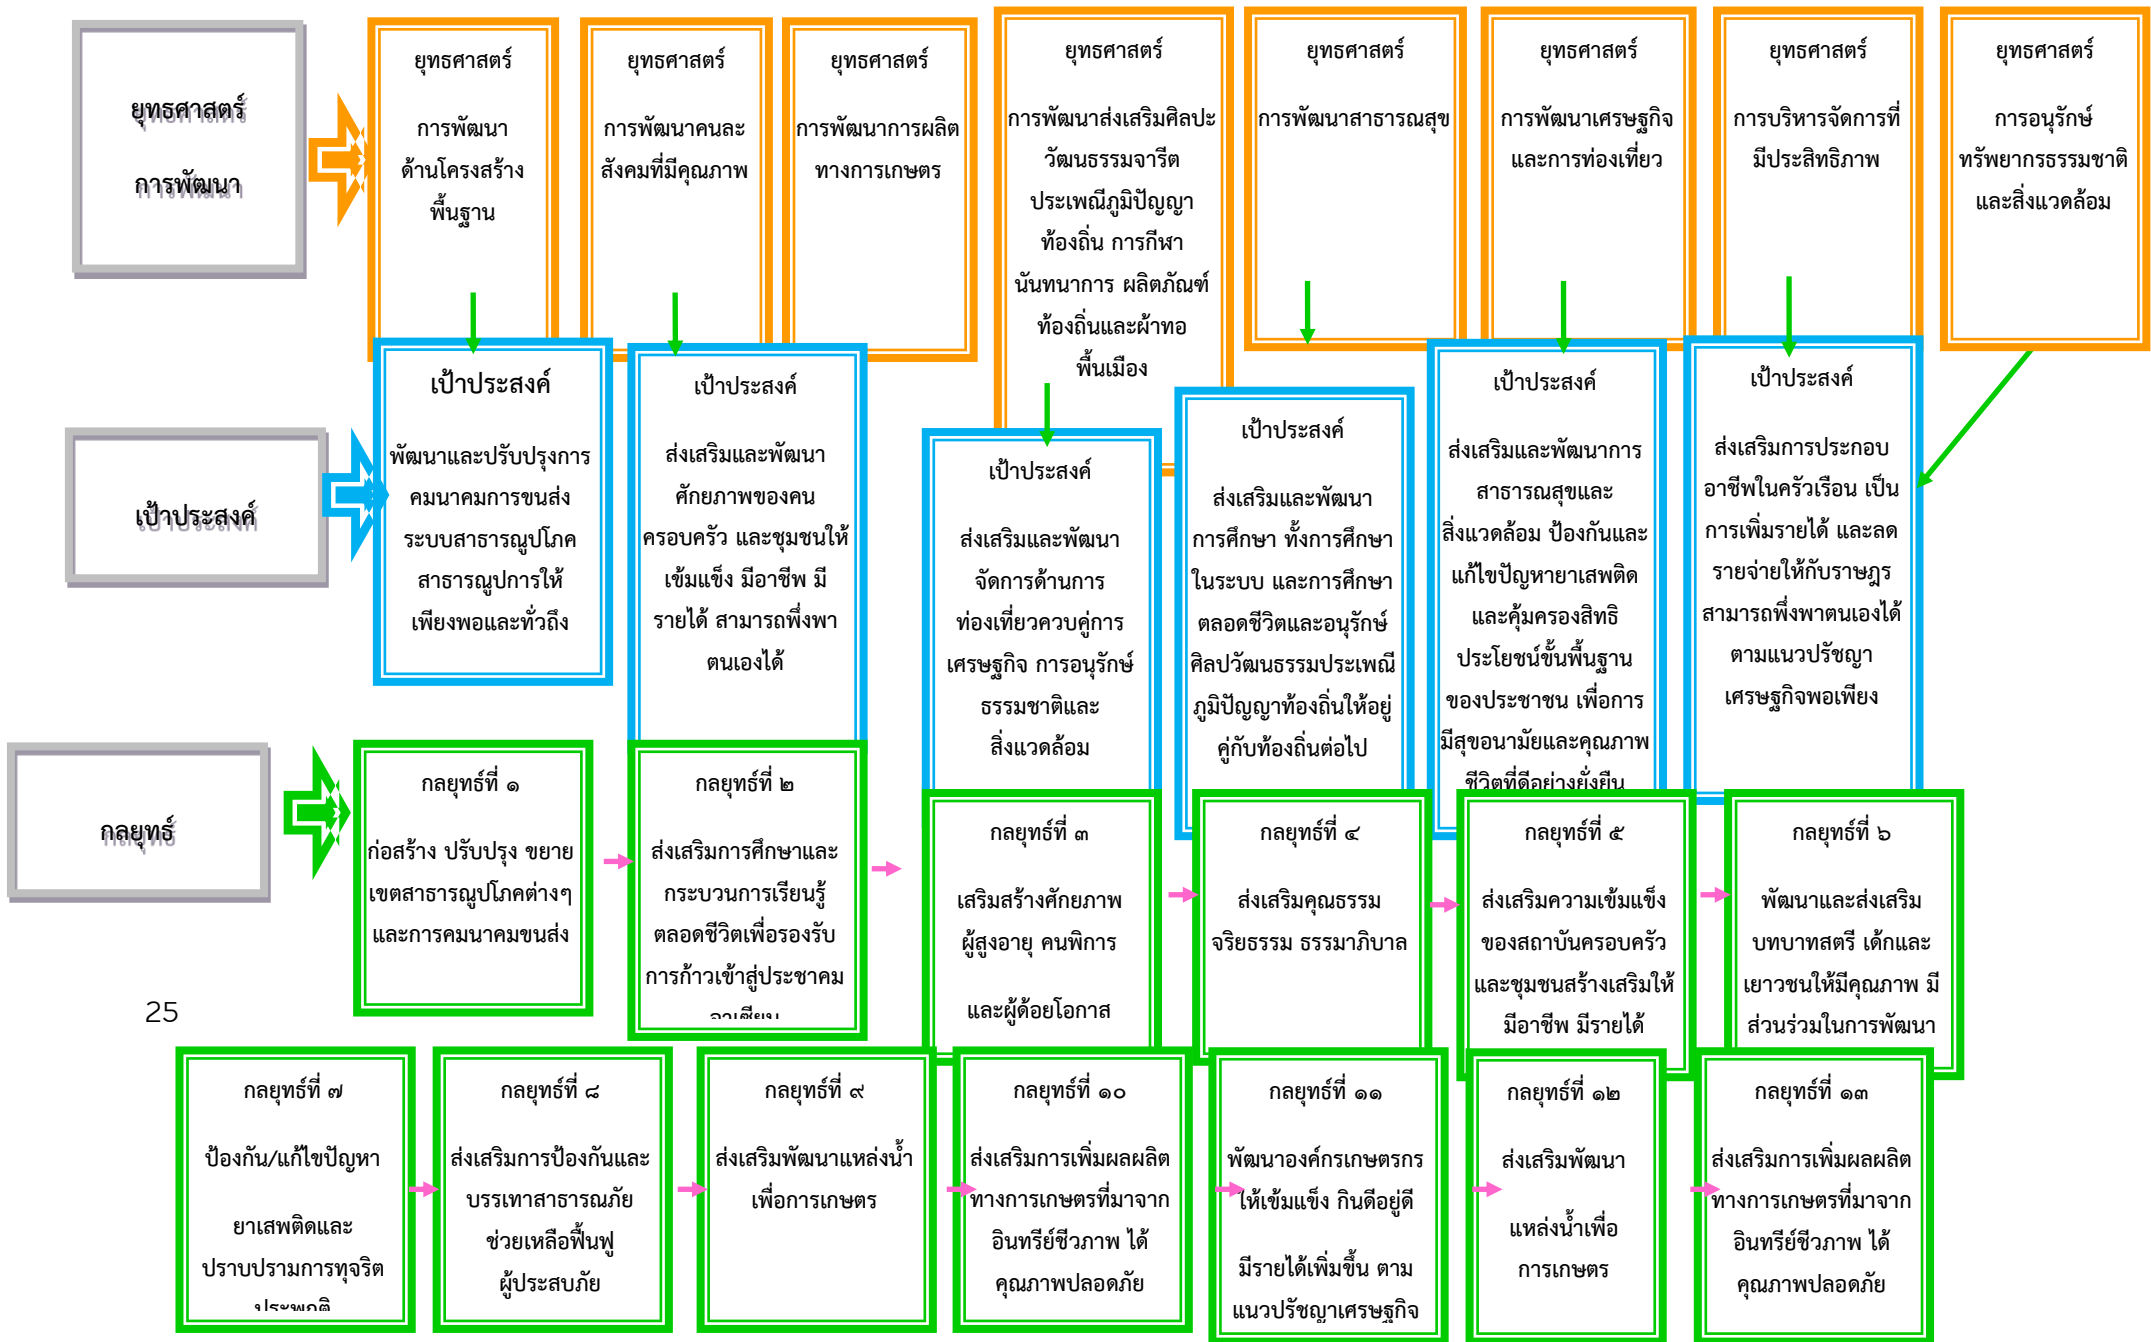 ยุทธศาสตร์
การพัฒนา
ยุทธศาสตร์
การพัฒนา
ด้านโครงสร้าง
พื้นฐาน
ยุทธศาสตร์
การพัฒนาคนละ
สังคมที่มีคุณภาพ
ยุทธศาสตร์
การพัฒนาการผลิต
ทางการเกษตร
ยุทธศาสตร์
การพัฒนาส่งเสริมศิลปะ
วัฒนธรรมจารีต
ประเพณีภูมิปัญญา
ท้องถิ่น การกีฬา
นันทนาการ ผลิตภัณฑ์
ท้องถิ่นและผ้าทอ
พื้นเมือง
ยุทธศาสตร์
การพัฒนาสาธารณสุข
ยุทธศาสตร์
การพัฒนาเศรษฐกิจ
และการท่องเที่ยว
ยุทธศาสตร์
การบริหารจัดการที่
มีประสิทธิภาพ
ยุทธศาสตร์
การอนุรักษ์
ทรัพยากรธรรมชาติ
และสิ่งแวดล้อม
เป้าประสงค์
เป้าประสงค์
พัฒนาและปรับปรุงการ
คมนาคมการขนส่ง
ระบบสาธารณูปโภค
สาธารณูปการให้
เพียงพอและทั่วถึง
เป้าประสงค์
ส่งเสริมและพัฒนา
ศักยภาพของคน
ครอบครัว และชุมชนให้
เข้มแข็ง มีอาชีพ มี
รายได้ สามารถพึ่งพา
ตนเองได้
เป้าประสงค์
ส่งเสริมและพัฒนา
จัดการด้านการ
ท่องเที่ยวควบคู่การ
เศรษฐกิจ การอนุรักษ์
ธรรมชาติและ
สิ่งแวดล้อม
เป้าประสงค์
ส่งเสริมและพัฒนา
การศึกษา ทั้งการศึกษา
ในระบบ และการศึกษา
ตลอดชีวิตและอนุรักษ์
ศิลปวัฒนธรรมประเพณี
ภูมิปัญญาท้องถิ่นให้อยู่
คู่กับท้องถิ่นต่อไป
เป้าประสงค์
ส่งเสริมและพัฒนาการ
สาธารณสุขและ
สิ่งแวดล้อม ป้องกันและ
แก้ไขปัญหายาเสพติด
และคุ้มครองสิทธิ
ประโยชน์ขั้นพื้นฐาน
ของประชาชน เพื่อการ
มีสุขอนามัยและคุณภาพ
ชีวิตที่ดีอย่างยั่งยืน
เป้าประสงค์
ส่งเสริมการประกอบ
อาชีพในครัวเรือน เป็น
การเพิ่มรายได้ และลด
รายจ่ายให้กับราษฎร
สามารถพึ่งพาตนเองได้
ตามแนวปรัชญา
เศรษฐกิจพอเพียง
กลยุทธ์
กลยุทธ์ที่ ๑
ก่อสร้าง ปรับปรุง ขยาย
เขตสาธารณูปโภคต่างๆ
และการคมนาคมขนส่ง
กลยุทธ์ที่ ๒
ส่งเสริมการศึกษาและ
กระบวนการเรียนรู้
ตลอดชีวิตเพื่อรองรับ
การก้าวเข้าสู่ประชาคม
อาเซียน
กลยุทธ์ที่ ๓
เสริมสร้างศักยภาพ
ผู้สูงอายุ คนพิการ
และผู้ด้อยโอกาส
กลยุทธ์ที่ ๔
ส่งเสริมคุณธรรม
จริยธรรม ธรรมาภิบาล
กลยุทธ์ที่ ๕
ส่งเสริมความเข้มแข็ง
ของสถาบันครอบครัว
และชุมชนสร้างเสริมให้
มีอาชีพ มีรายได้
กลยุทธ์ที่ ๖
พัฒนาและส่งเสริม
บทบาทสตรี เด็กและ
เยาวชนให้มีคุณภาพ มี
ส่วนร่วมในการพัฒนา
25
กลยุทธ์ที่ ๗
ป้องกัน/แก้ไขปัญหา
ยาเสพติดและ
ปราบปรามการทุจริต
ประพฤติ
กลยุทธ์ที่ ๘
ส่งเสริมการป้องกันและ
บรรเทาสาธารณภัย
ช่วยเหลือฟื้นฟู
ผู้ประสบภัย
กลยุทธ์ที่ ๙
ส่งเสริมพัฒนาแหล่งน้ำ
เพื่อการเกษตร
กลยุทธ์ที่ ๑๐
ส่งเสริมการเพิ่มผลผลิต
ทางการเกษตรที่มาจาก
อินทรีย์ชีวภาพ ได้
คุณภาพปลอดภัย
กลยุทธ์ที่ ๑๑
พัฒนาองค์กรเกษตรกร
ให้เข้มแข็ง กินดีอยู่ดี
มีรายได้เพิ่มขึ้น ตาม
แนวปรัชญาเศรษฐกิจ
กลยุทธ์ที่ ๑๒
ส่งเสริมพัฒนา
แหล่งน้ำเพื่อ
การเกษตร
กลยุทธ์ที่ ๑๓
ส่งเสริมการเพิ่มผลผลิต
ทางการเกษตรที่มาจาก
อินทรีย์ชีวภาพ ได้
คุณภาพปลอดภัย